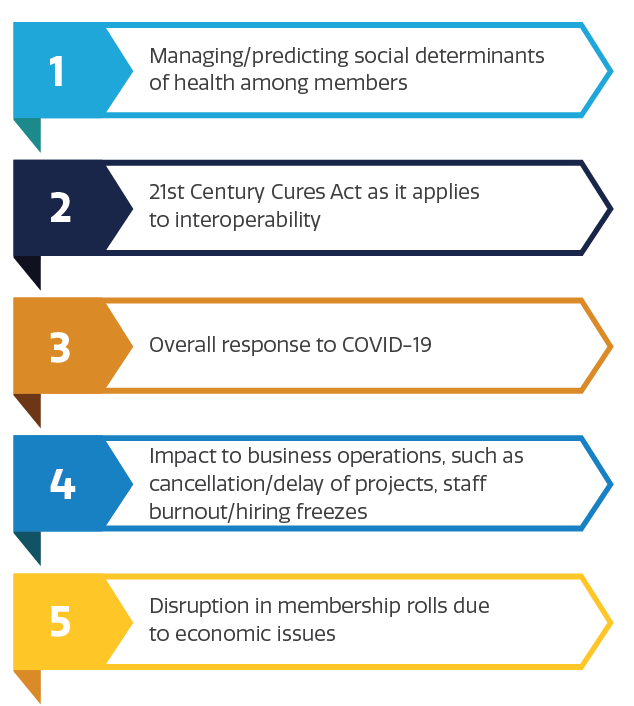 1
Managing/predicting social determinants
of health among members
2
21st Century Cures Act as it applies
to interoperability
3
Overall response to COVID-19
4
Impact to business operations, such as
cancellation/delay of projects, staff
burnout/hiring freezes
5
Disruption in membership rolls due
to economic issues